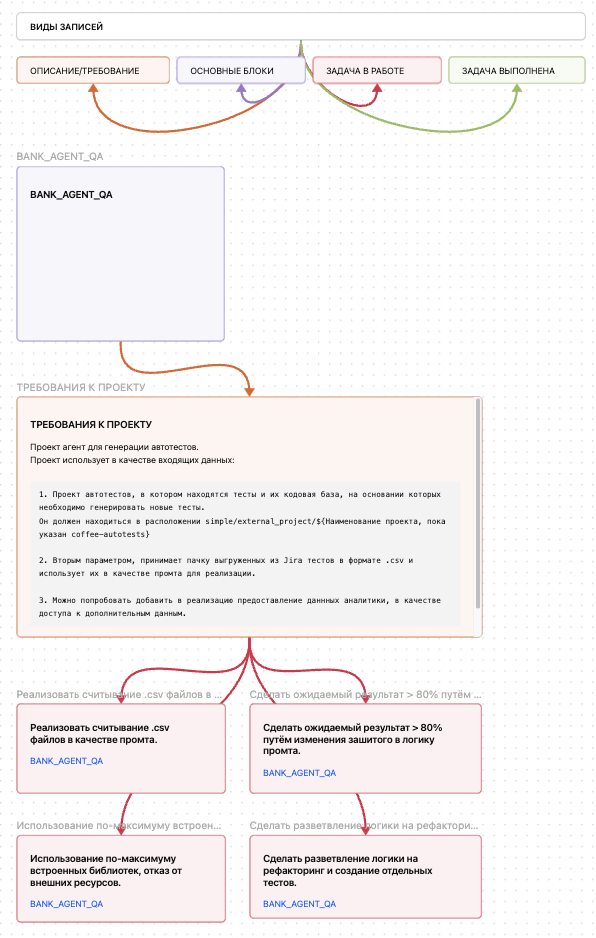 ВИДЫ ЗАПИСЕЙ
ОПИСАНИЕ/ТРЕБОВАНИЕ
ОСНОВНЫЕ БЛОКИ
ЗАДАЧА В РАБОТЕ
ЗАДАЧА ВЫПОЛНЕНА
BANK_AGENT_QA
BANK_AGENT_QA
ТРЕБОВАНИЯ К ПРОЕКТУ
ТРЕБОВАНИЯ К ПРОЕКТУ
Проект агент для генерации автотестов.
Проект использует в качестве входящих данных:
1. Проект автотестов, в котором находятся тесты и их кодовая база, на основании которых
необходимо генерировать новые тесты.
Он должен находиться в расположении simple/external_project/${Наименование проекта, пока
указан coffee-autotests}
2. Вторым параметром, принимает пачку выгруженных из Jira тестов в формате .csv и
использует их в качестве промта для реализации.
3. Можно попробовать добавить в реализацию предоставление даннных аналитики, в качестве
доступа к дополнительным данным.
Реализовать считывание .csv файлов в ...
Реализовать считывание .csv
файлов в качестве промта.
BANK_AGENT_QA
Сделать ожидаемый результат > 80% путём ...
Сделать ожидаемый результат > 80%
путём изменения зашитого в логику
промта.
BANK_AGENT_QA
Использование по-максимуму встроен...
Использование по-максимуму
встроенных библиотек, отказ от
внешних ресурсов.
BANK_AGENT_QA
Сделать разветвление логики на рефактори...
Сделать разветвление логики на
рефакторинг и создание отдельных
тестов.
BANK_AGENT_QA